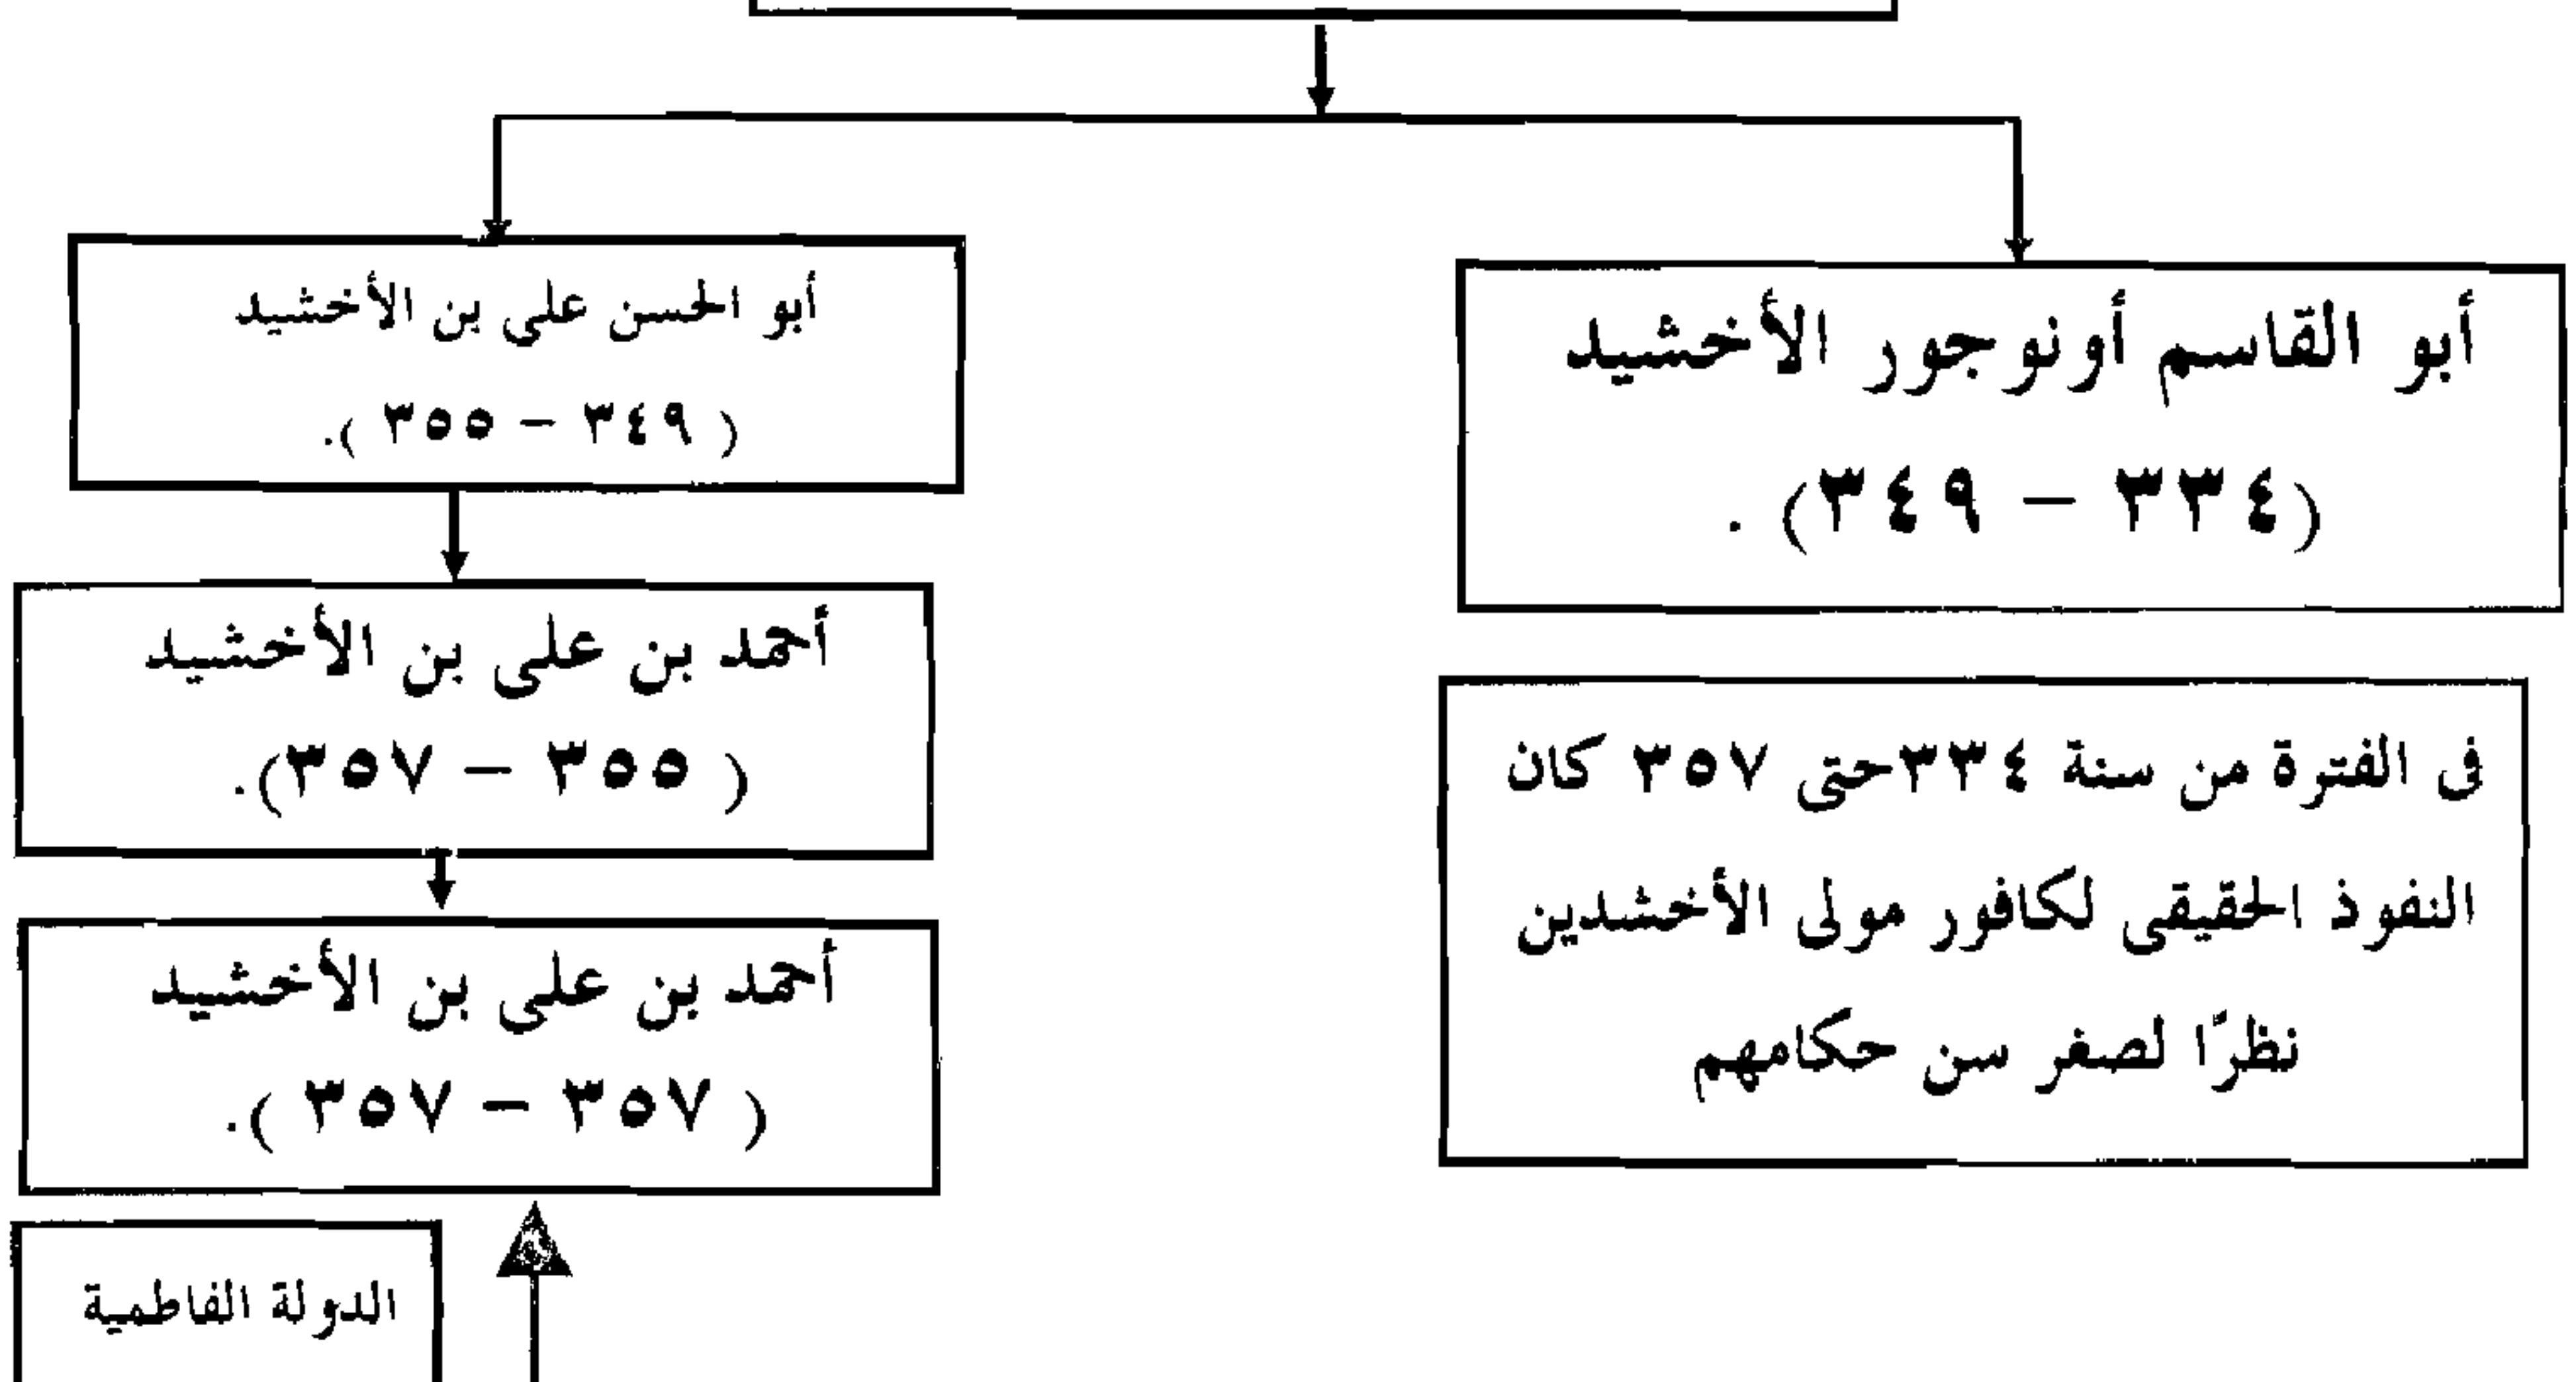 أبو القاسم أونوجور الأخشيد
(٣٣٤ – ٣٤٩) .
فى الفترة من سنة ٣٣٤حتى ٣٥٧ كان
النفوذ الحقيقى لكافور مولى الأخشدين
نظرًا لصغر سن حكامهم
أبو الحسن على بن الأخشيد
( ٣٤٩ – ٣٥٥ ).
أحمد بن على بن الأخشيد
( ٣٥٥ – ٣٥٧).
أحمد بن على بن الأخشيد
( ٣٥٧ – ٣٥٧ ).
الدولة الفاطمية